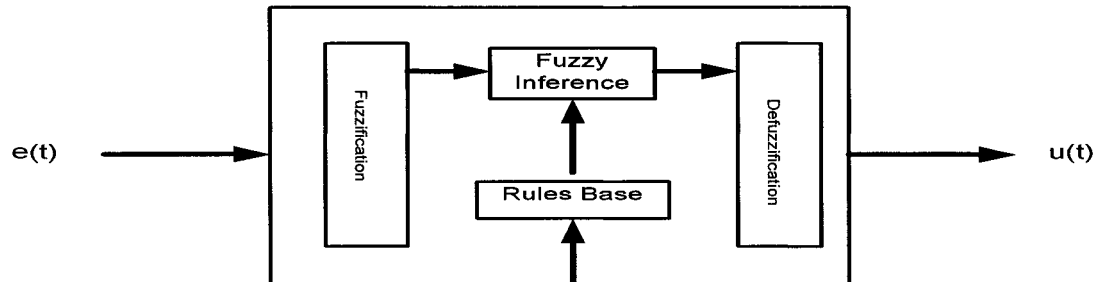 e(t)
Fuzzification
Fuzzy
Inference
Rules Base
Defuzzification
u(t)